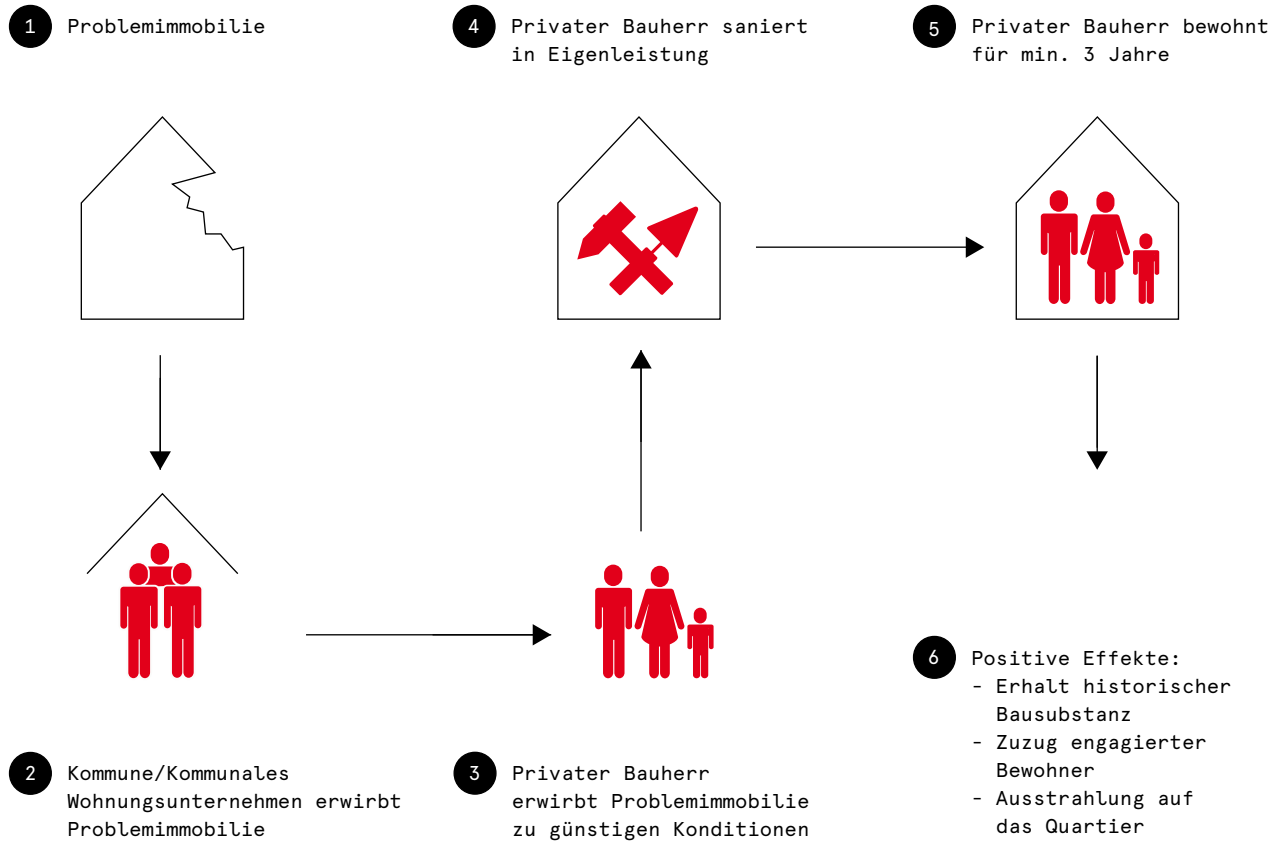 1 Problemimmobilie
2 Kommune/Kommunales
Wohnungsunternehmen erwirbt
Problemimmobilie
3 Privater Bauherr
erwirbt Problemimmobilie
zu günstigen Konditionen
4 Privater Bauherr saniert
in Eigenleistung
5 Privater Bauherr bewohnt
für min. 3 Jahre
6 Positive Effekte:
- Erhalt historischer
Bausubstanz
- Zuzug engagierter
Bewohner
- Ausstrahlung auf
das Quartier